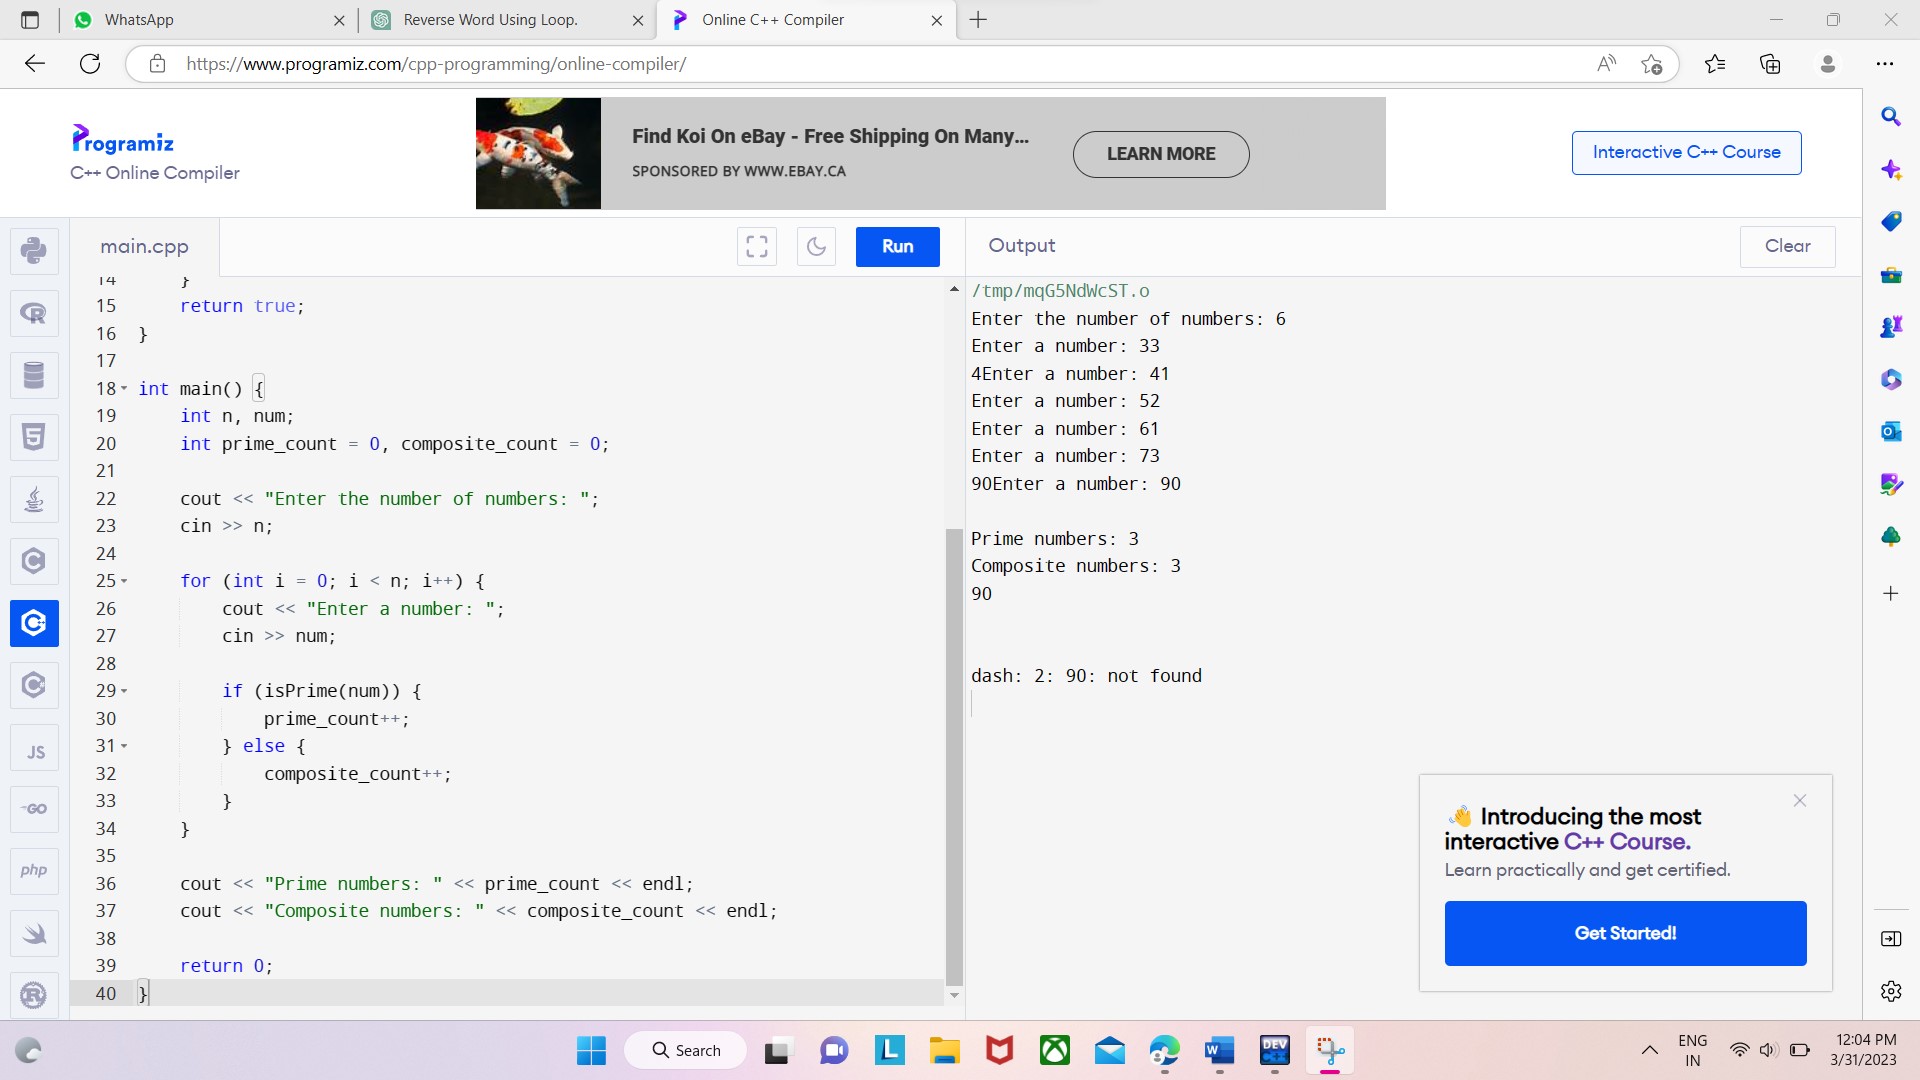 WhatsApp
Reverse Word Using Loop.
Online C++ Compiler
https://www.programiz.com/cpp-programming/online-compiler/
Programiz
C++ Online Compiler
Find Koi On eBay - Free Shipping On Many...
SPONSORED BY WWW.EBAY.CA
LEARN MORE
Interactive C++ Course
main.cpp
Run
Output
Clear
14 }
15 return true;
16 }
17
18 int main() {
19 int n, num;
20 int prime_count = 0, composite_count = 0;
21
22 cout << "Enter the number of numbers: ";
23 cin >> n;
24
25 for (int i = 0; i < n; i++) {
26 cout << "Enter a number: ";
27 cin >> num;
28
29 if (isPrime(num)) {
30 prime_count++;
31 } else {
32 composite_count++;
33 }
34 }
35
36 cout << "Prime numbers: " << prime_count << endl;
37 cout << "Composite numbers: " << composite_count << endl;
38
39 return 0;
40 }
/tmp/mqG5NdWcST.o
Enter the number of numbers: 6
Enter a number: 33
4Enter a number: 41
Enter a number: 52
Enter a number: 61
Enter a number: 73
90Enter a number: 90
Prime numbers: 3
Composite numbers: 3
90
dash: 2: 90: not found
👋 Introducing the most
interactive C++ Course.
Learn practically and get certified.
Get Started!
JS
GO
php
Search
DEV
C++
ENG
IN
12:04 PM
3/31/2023